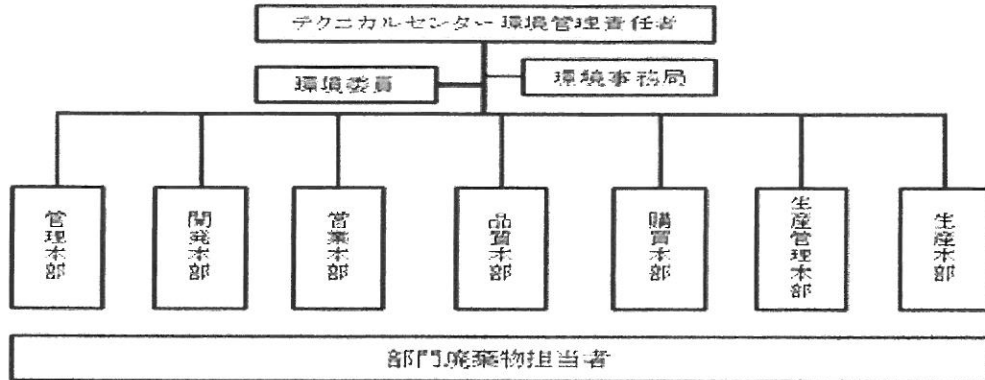 テクニカルセンター環境管理責任者
環境委員
環境事務局
管理本部
開発本部
営業本部
品質本部
購買本部
生産管理本部
生産本部
部門廃棄物担当者